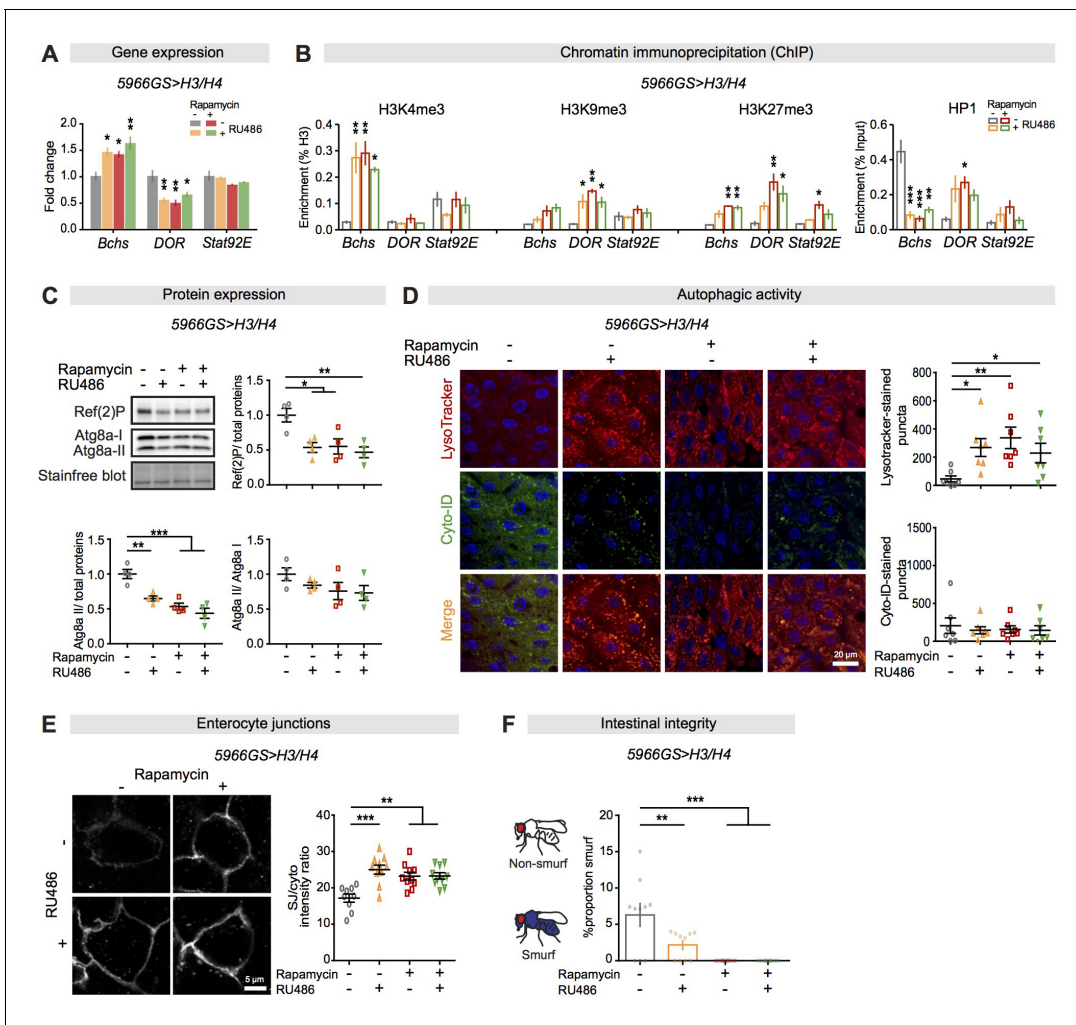 A Gene expression
5966GS>H3/H4
Rapamycin
- +
- RU486
+
Fold change
2.0
1.5
1.0
0.5
0.0
* * **
** ** *
Bchs DOR Stat92E
B Chromatin immunoprecipitation (ChIP)
5966GS>H3/H4
H3K4me3 H3K9me3 H3K27me3 HP1
Rapamycin
- +
- RU486
+
Enrichment (% H3)
0.4
0.3
0.2
0.1
0.0
** ** *
* ** *
** **
** *
*
Bchs DOR Stat92E Bchs DOR Stat92E Bchs DOR Stat92E
Enrichment (% Input)
0.6
0.4
0.2
0.0
*** *** **
*
Bchs DOR Stat92E
C Protein expression
5966GS>H3/H4
Rapamycin - - + +
RU486 - + - +
Ref(2)P
Atg8a-I
Atg8a-II
Stainfree blot
Ref(2)P/ total proteins
1.5
1.0
0.5
0.0
**
*
Atg8a II/ total proteins
1.5
1.0
0.5
0.0
***
**
Atg8a II/ Atg8a I
1.5
1.0
0.5
0.0
Rapamycin - - + + - - + +
RU486 - + - + - + - +
D Autophagic activity
5966GS>H3/H4
Rapamycin - - + +
RU486 - + - +
LysoTracker
Cyto-ID
Merge
20 µm
Lysotracker-stained
puncta
800
600
400
200
0
*
**
*
Cyto-ID-stained
puncta
1500
1000
500
0
Rapamycin - - + +
RU486 - + - +
E Enterocyte junctions
5966GS>H3/H4
Rapamycin
- +
RU486
-
+
5 µm
SJ/cyto
intensity ratio
40
30
20
10
0
**
***
Rapamycin - - + +
RU486 - + - +
F Intestinal integrity
5966GS>H3/H4
Non-smurf
Smurf
%proportion smurf
20
15
10
5
0
***
**
Rapamycin - - + +
RU486 - + - +